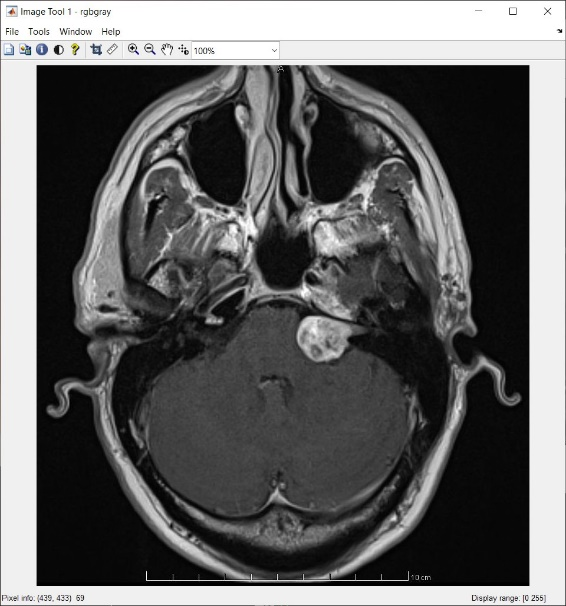 Image Tool 1 - rgbgray
File Tools Window Help
100%
A
10 cm
Pixel info: (439, 433) 69
Display range: [0 255]